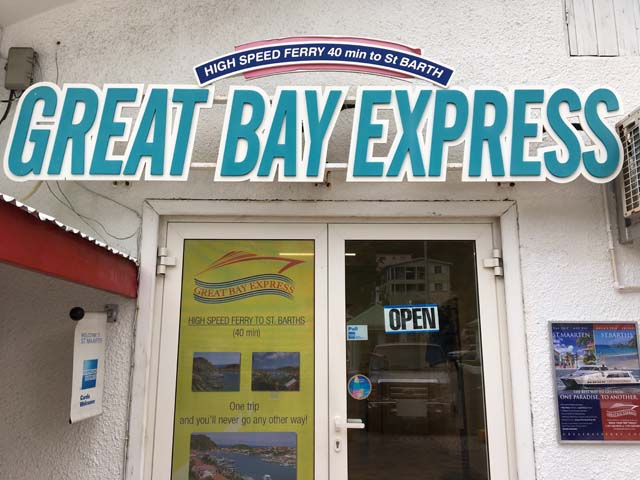 HIGH SPEED FERRY 40 min to St BARTH
GREAT BAY EXPRESS
GREAT BAY EXPRESS
HIGH SPEED FERRY TO ST. BARTHS
(40 min)
One trip
and you'll never go any other way!
Pull
OPEN
WELCOME TO
ST. MAARTEN
AMERICAN
EXPRESS
Cards
Welcome
ST.MAARTEN
ST.BARTHS
ONE PARADISE, TO ANOTHER.